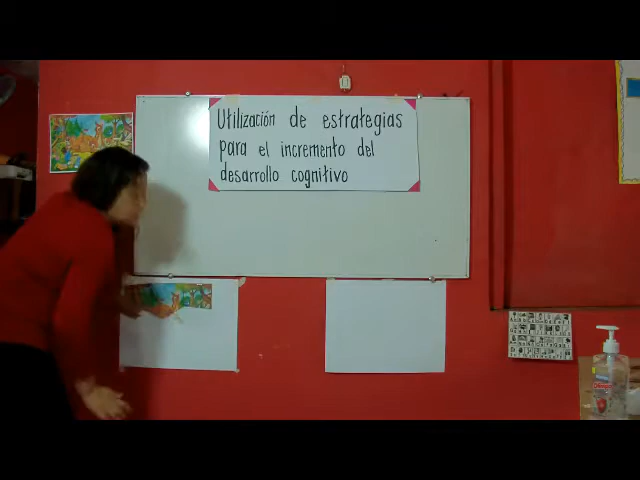 Utilización de estrategias
para el incremento del
desarrollo cognitivo